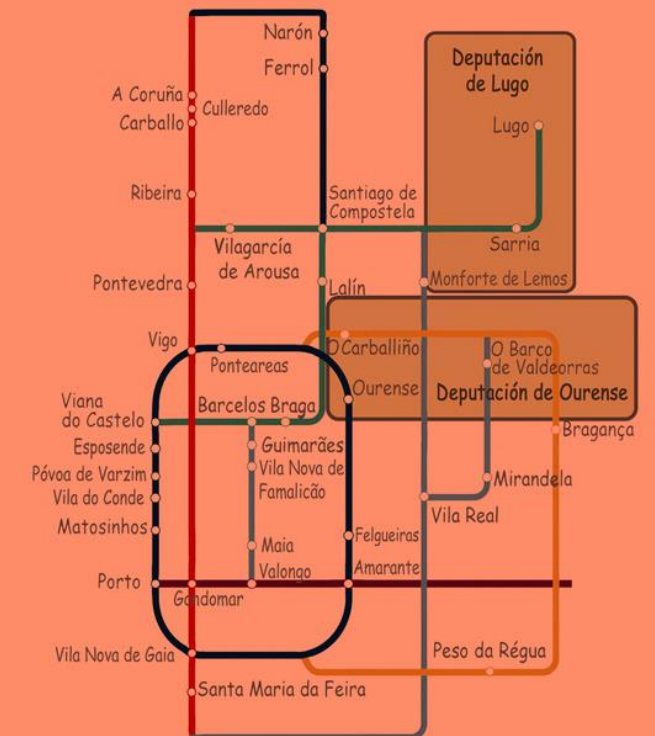 Narón
Ferrol
Deputación
de Lugo
A Coruña
Culleredo
Carballo
Lugo
Ribeira
Santiago de
Compostela
Vilagarcía
de Arousa
Sarria
Pontevedra
Lalín
Monforte de Lemos
Vigo
Ponteareas
O Carballiño
O Barco
de Valdeorras
Deputación de Ourense
Ourense
Viana
do Castelo
Barcelos
Braga
Bragança
Esposende
Guimarães
Póvoa de Varzim
Vila Nova de
Famalicão
Mirandela
Vila do Conde
Vila Real
Matosinhos
Felgueiras
Maia
Porto
Valongo
Amarante
Gondomar
Vila Nova de Gaia
Peso da Régua
Santa Maria da Feira